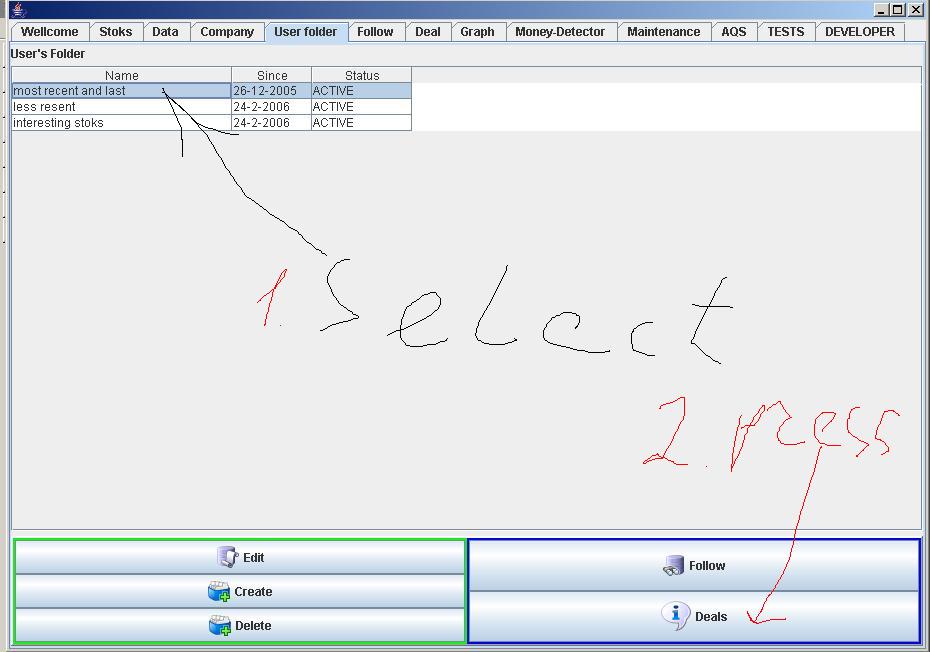 Wellcome Stoks Data Company User folder Follow Deal Graph Money-Detector Maintenance AQS TESTS DEVELOPER
User's Folder
Name Since Status
most recent and last 26-12-2005 ACTIVE
less resent 24-2-2006 ACTIVE
interesting stoks 24-2-2006 ACTIVE
1. Select
2. press
Edit
Create
Delete
Follow
Deals